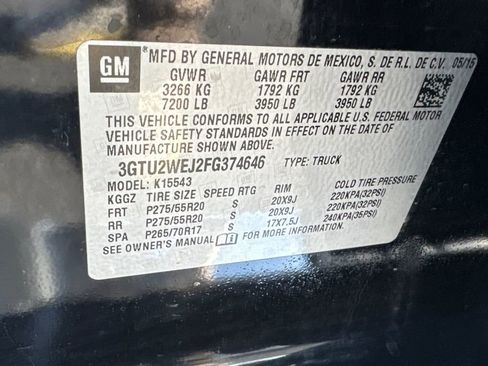 GM
MFD BY GENERAL MOTORS DE MEXICO, S. DE R.L. DE C.V. 05/15
GVWR GAWR FRT GAWR RR
3266 KG 1792 KG 1792 KG
7200 LB 3950 LB 3950 LB
THIS VEHICLE CONFORMS TO ALL APPLICABLE U.S. FEDERAL MOTOR
VEHICLE SAFETY STANDARDS IN EFFECT ON THE DATE OF
MANUFACTURE SHOWN ABOVE.
3GTU2WEJ2FG374646 TYPE: TRUCK
MODEL: K15543
KGGZ TIRE SIZE SPEED RTG RIM COLD TIRE PRESSURE
FRT P275/55R20 S 20X9J 220KPA(32PSI)
RR P275/55R20 S 20X9J 220KPA(32PSI)
SPA P265/70R17 S 17X7.5J 240KPA(35PSI)
SEE OWNER'S MANUAL FOR MORE INFORMATION.